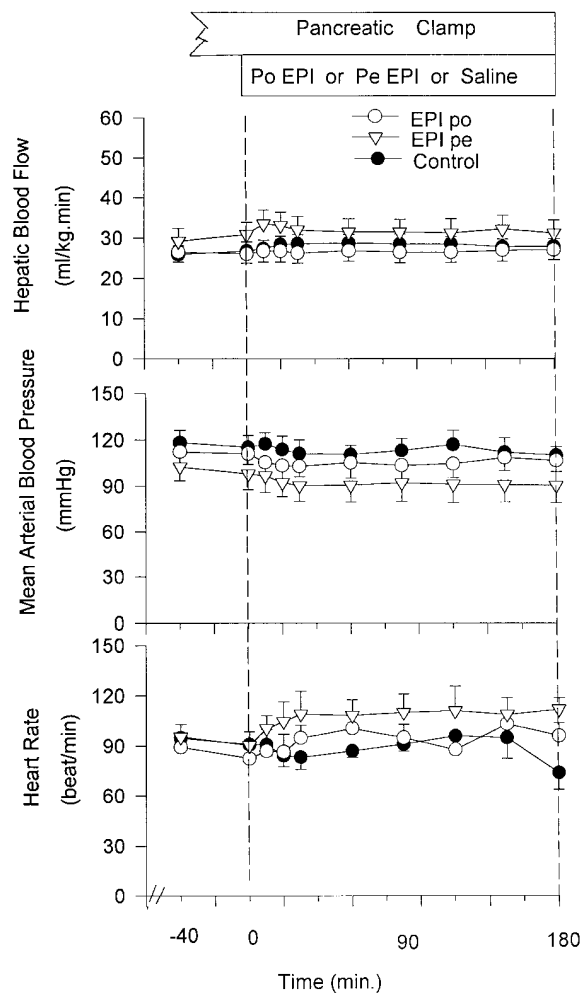 Pancreatic Clamp
Po EPI or Pe EPI or Saline
EPI po
EPI pe
Control
Hepatic Blood Flow
(ml/kg.min)
60
50
40
30
20
10
0
Mean Arterial Blood Pressure
(mmHg)
150
120
90
60
30
0
Heart Rate
(beat/min)
150
120
90
60
30
0
-40 0 90 180
Time (min.)